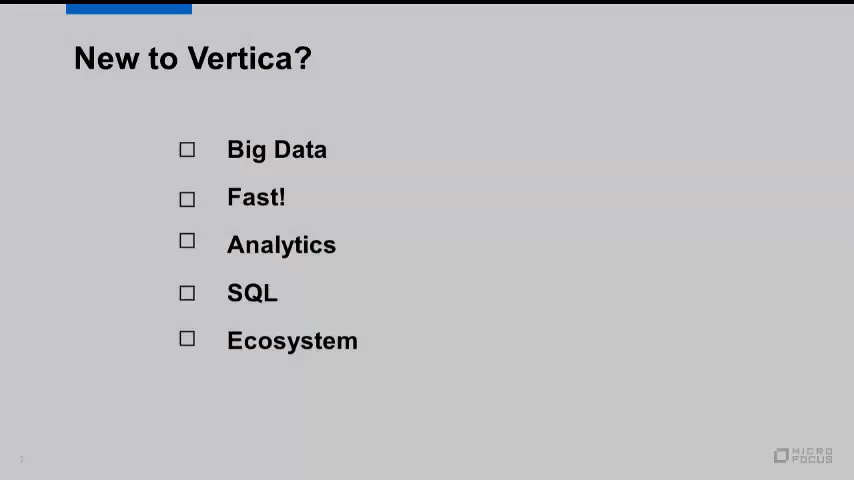 New to Vertica?
Big Data
Fast!
Analytics
SQL
Ecosystem
MICRO
FOCUS